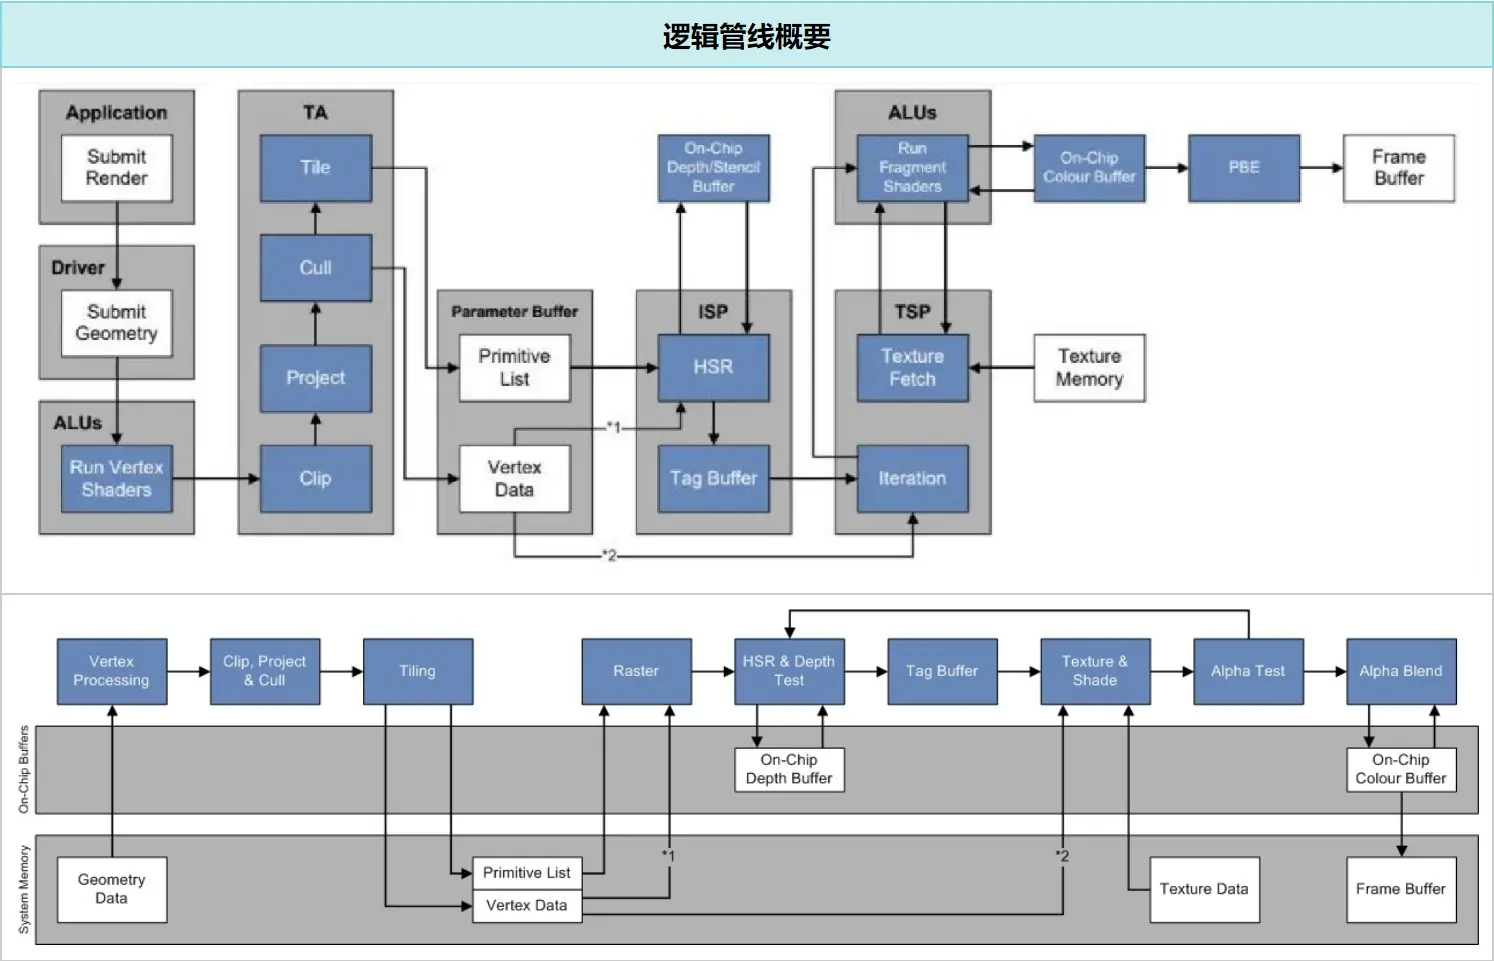 逻辑管线概要
Application
Submit
Render
Driver
Submit
Geometry
ALUs
Run Vertex
Shaders
TA
Tile
Cull
Project
Clip
Parameter Buffer
Primitive
List
Vertex
Data
*1
*2
On-Chip
Depth/Stencil
Buffer
ISP
HSR
Tag Buffer
ALUs
Run
Fragment
Shaders
TSP
Texture
Fetch
Iteration
On-Chip
Colour Buffer
PBE
Frame
Buffer
Texture
Memory
Vertex
Processing
Clip, Project
& Cull
Tiling
Raster
HSR & Depth
Test
Tag Buffer
Texture &
Shade
Alpha Test
Alpha Blend
On-Chip Buffers
On-Chip
Depth Buffer
On-Chip
Colour Buffer
System Memory
Geometry
Data
Primitive List
Vertex Data
*1
*2
Texture Data
Frame Buffer